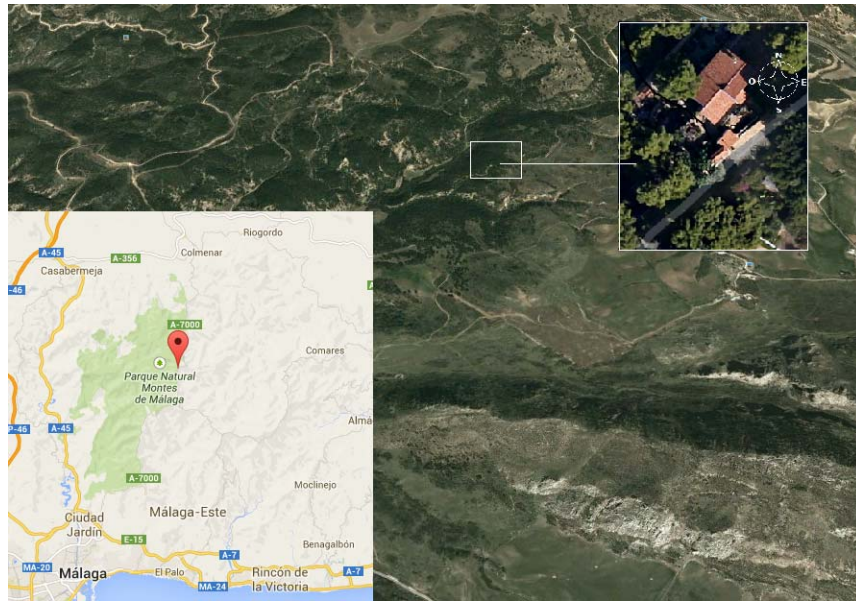 N
O
E
S
Riogordo
A-45
A-356
Colmenar
Casabermeja
-46
A
A-7000
Comares
Parque Natural
Montes
de Málaga
P-46
A-45
Almá
A-7000
Moclinejo
Ciudad
Jardín
Málaga-Este
E-15
Benagalbón
A-7
MA-20
Málaga
El Palo
Rincón de
la Victoria
A-7
MA-24